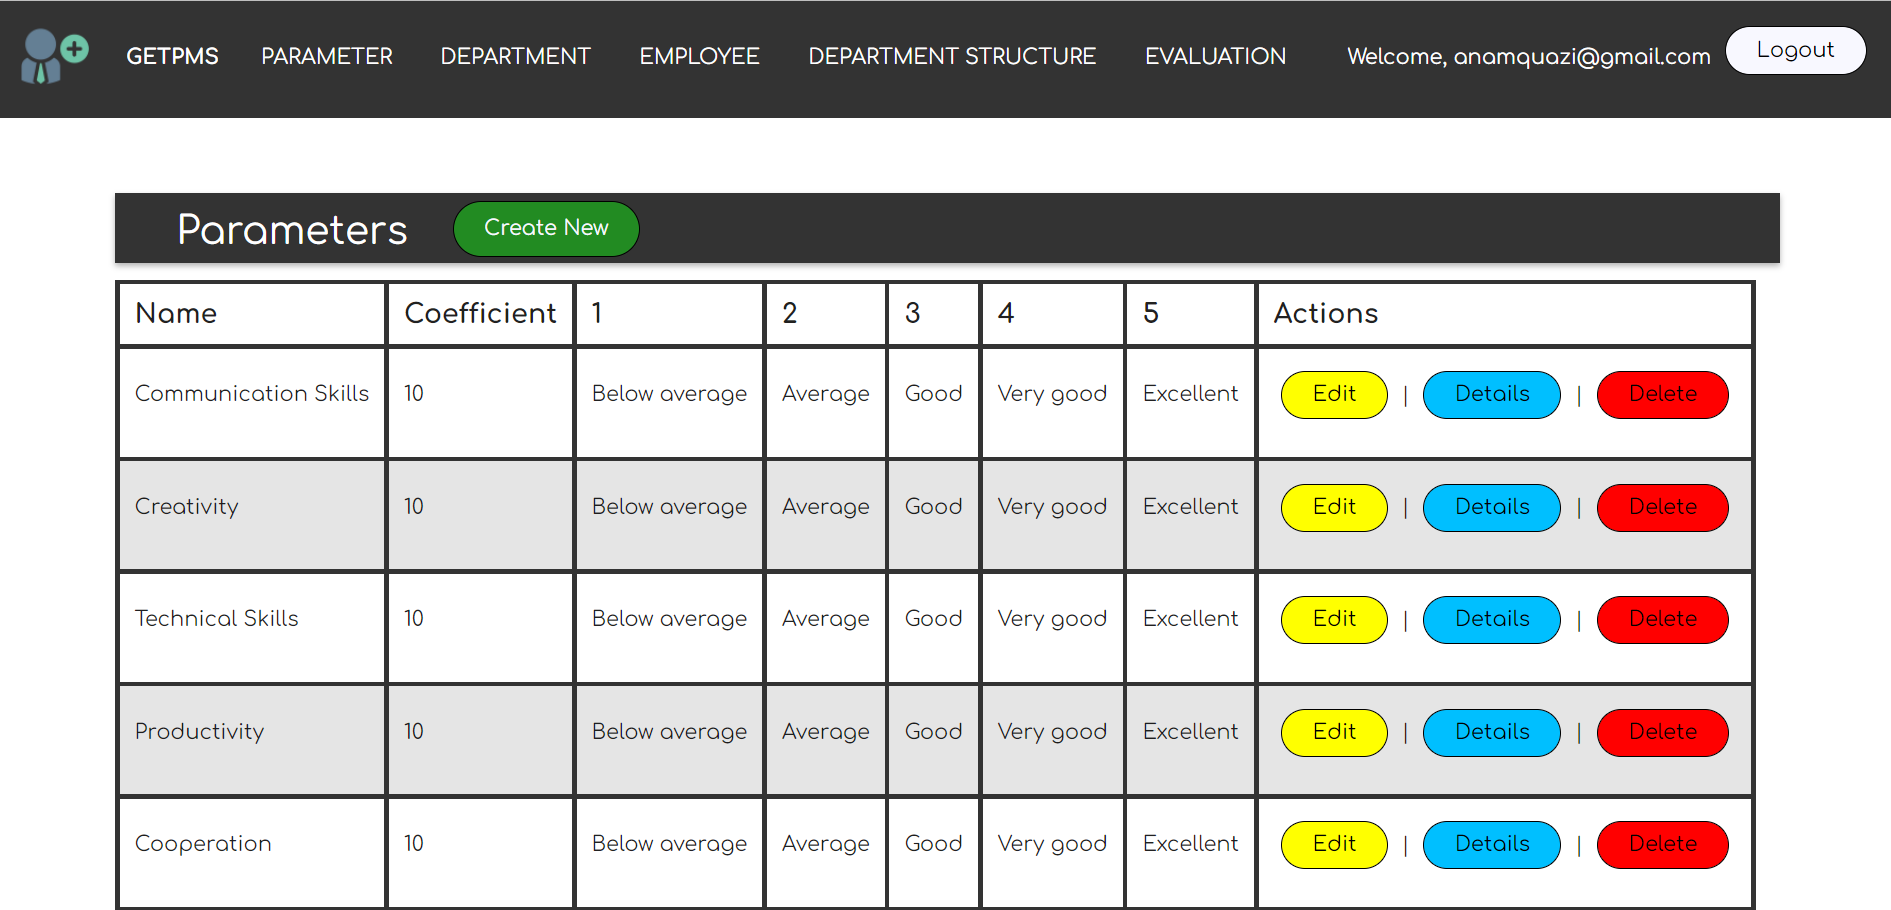 GETPMS PARAMETER DEPARTMENT EMPLOYEE DEPARTMENT STRUCTURE EVALUATION Welcome, anamquazi@gmail.com Logout
Parameters Create New
Name Coefficient 1 2 3 4 5 Actions
Communication Skills 10 Below average Average Good Very good Excellent Edit | Details | Delete
Creativity 10 Below average Average Good Very good Excellent Edit | Details | Delete
Technical Skills 10 Below average Average Good Very good Excellent Edit | Details | Delete
Productivity 10 Below average Average Good Very good Excellent Edit | Details | Delete
Cooperation 10 Below average Average Good Very good Excellent Edit | Details | Delete